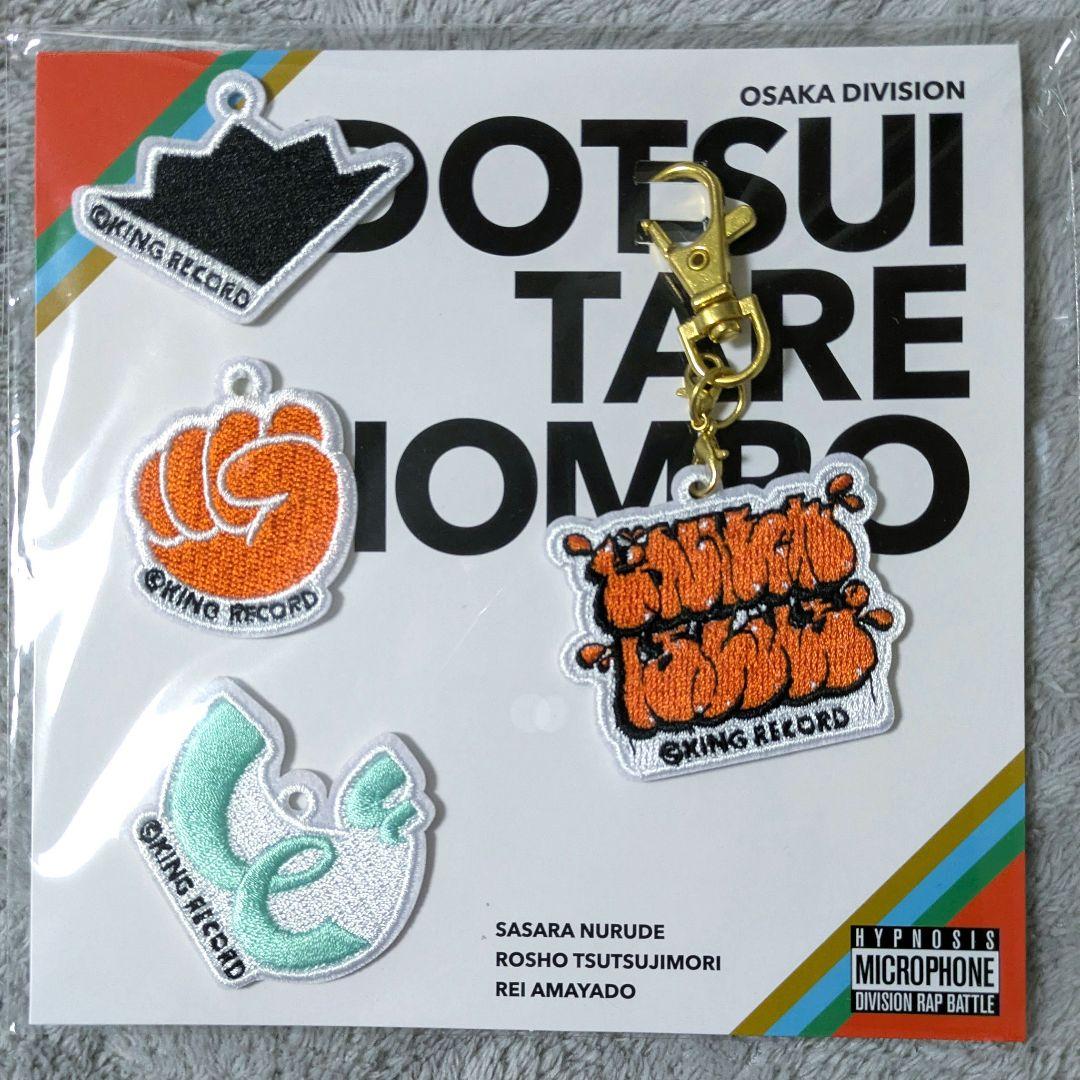 OSAKA DIVISION
DOTSUI
TARE
HOMPO
©KING RECORD
©KING RECORD
©KING RECORD
©KING RECORD
SASARA NURUDE
ROSHO TSUTSUJIMORI
REI AMAYADO
HYPNOSIS
MICROPHONE
DIVISION RAP BATTLE